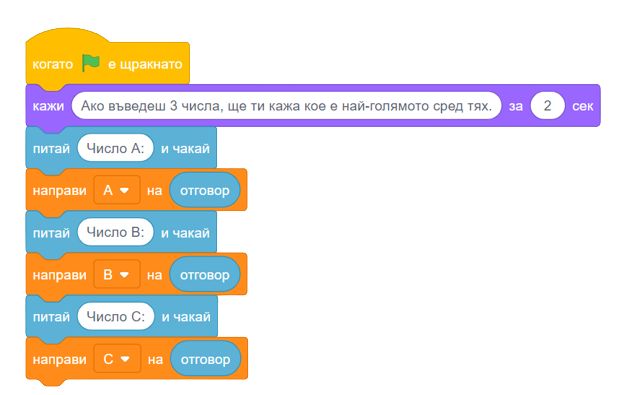 когато е щракнато
кажи Ако въведеш 3 числа, ще ти кажа кое е най-голямото сред тях. за 2 сек
питай Число A: и чакай
направи A на отговор
питай Число B: и чакай
направи B на отговор
питай Число C: и чакай
направи C на отговор